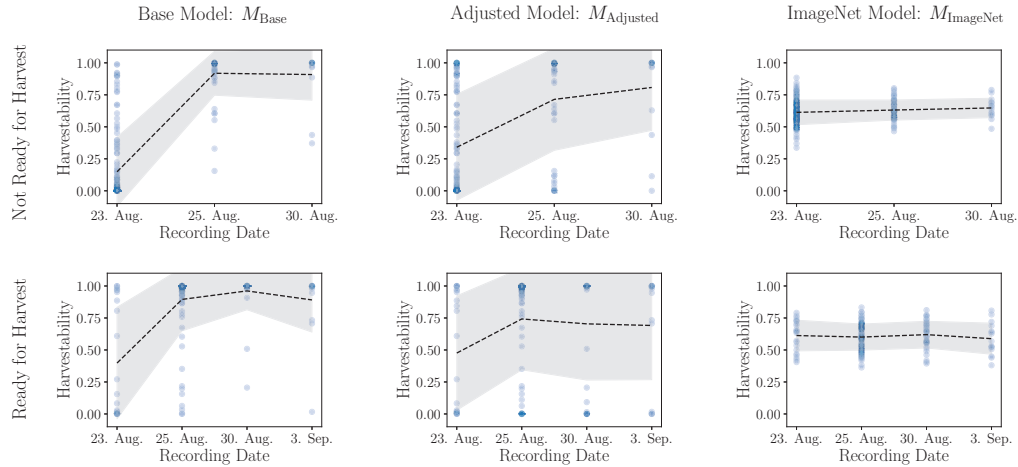 Base Model: M_Base
Adjusted Model: M_Adjusted
ImageNet Model: M_ImageNet
Not Ready for Harvest
Harvestability
1.00
0.75
0.50
0.25
0.00
23. Aug. 25. Aug. 30. Aug.
Recording Date
Harvestability
1.00
0.75
0.50
0.25
0.00
23. Aug. 25. Aug. 30. Aug.
Recording Date
Harvestability
1.00
0.75
0.50
0.25
0.00
23. Aug. 25. Aug. 30. Aug.
Recording Date
Ready for Harvest
Harvestability
1.00
0.75
0.50
0.25
0.00
23. Aug. 25. Aug. 30. Aug. 3. Sep.
Recording Date
Harvestability
1.00
0.75
0.50
0.25
0.00
23. Aug. 25. Aug. 30. Aug. 3. Sep.
Recording Date
Harvestability
1.00
0.75
0.50
0.25
0.00
23. Aug. 25. Aug. 30. Aug. 3. Sep.
Recording Date